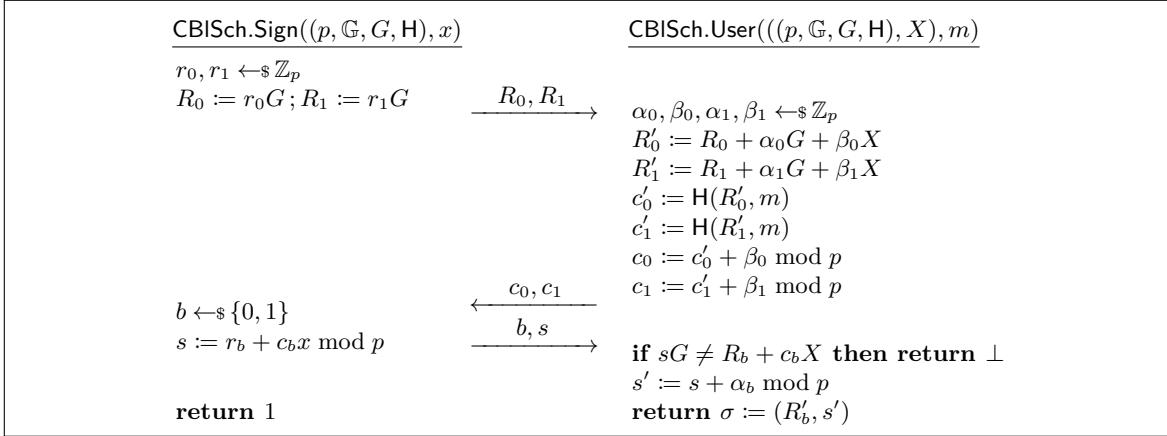 CBlSch.Sign((p, 𝔾, G, H), x)
CBlSch.User(((p, 𝔾, G, H), X), m)
r₀, r₁ ←$ ℤₚ
R₀ := r₀G ; R₁ := r₁G
R₀, R₁
α₀, β₀, α₁, β₁ ←$ ℤₚ
R′₀ := R₀ + α₀G + β₀X
R′₁ := R₁ + α₁G + β₁X
c′₀ := H(R′₀, m)
c′₁ := H(R′₁, m)
c₀ := c′₀ + β₀ mod p
c₁ := c′₁ + β₁ mod p
c₀, c₁
b ←$ {0, 1}
b, s
s := r_b + c_b x mod p
if sG ≠ R_b + c_b X then return ⊥
s′ := s + α_b mod p
return 1
return σ := (R′_b, s′)